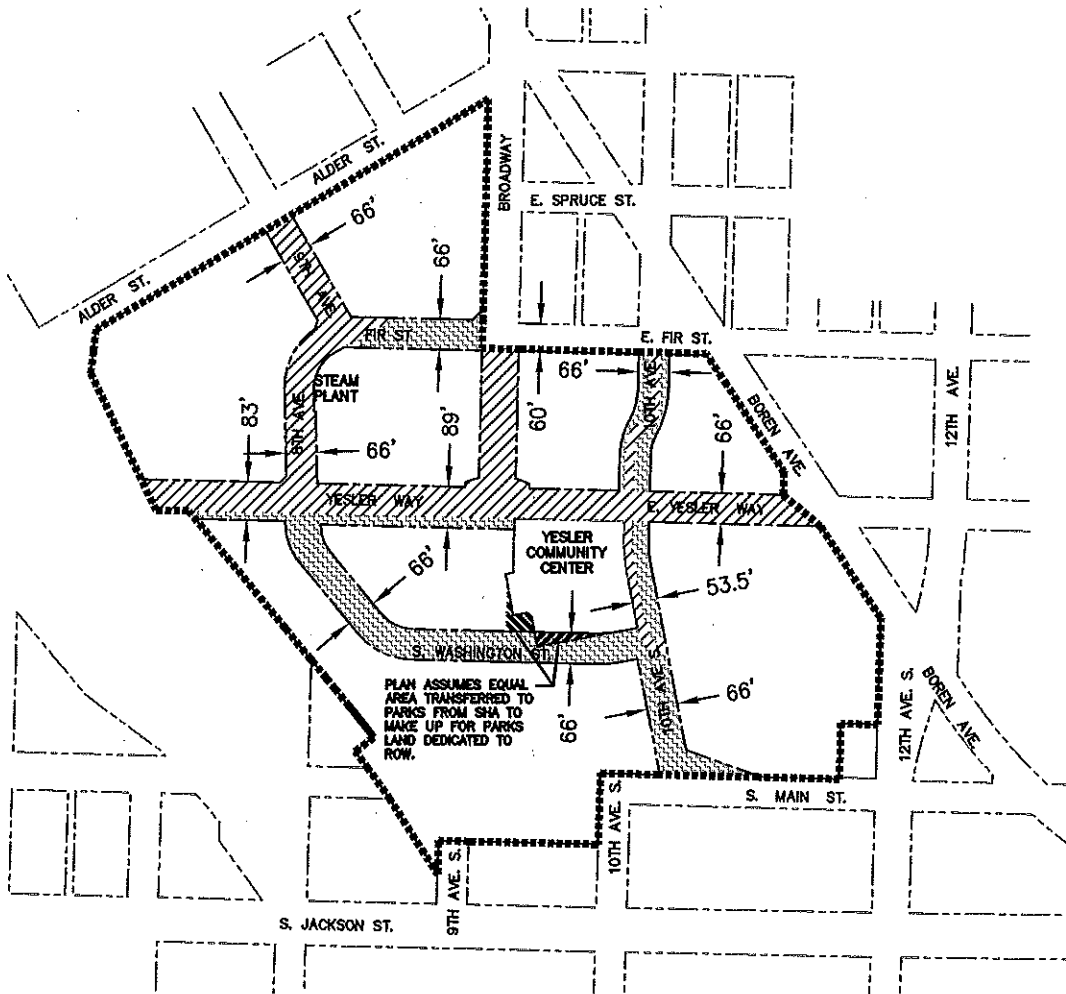 ALDER ST.
BROADWAY
E. SPRUCE ST.
66'
66'
ALDER ST.
AVE.
FIR ST.
E. FIR ST.
STEAM
PLANT
66'
10TH AVE.
60'
BOREN AVE.
12TH AVE.
83'
8TH AVE.
66'
89'
66'
YESLER WAY
E. YESLER WAY
YESLER
COMMUNITY
CENTER
66'
53.5'
S. WASHINGTON ST.
PLAN ASSUMES EQUAL
AREA TRANSFERRED TO
PARKS FROM SHA TO
MAKE UP FOR PARKS
LAND DEDICATED TO
ROW.
66'
10TH AVE S.
66'
12TH AVE. S.
BOREN AVE.
S. MAIN ST.
10TH AVE. S.
9TH AVE. S.
S. JACKSON ST.